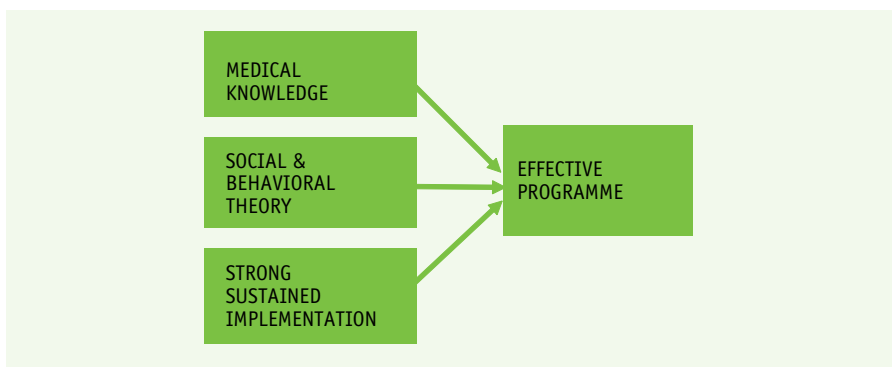 MEDICAL
KNOWLEDGE
SOCIAL &
BEHAVIORAL
THEORY
STRONG
SUSTAINED
IMPLEMENTATION
EFFECTIVE
PROGRAMME